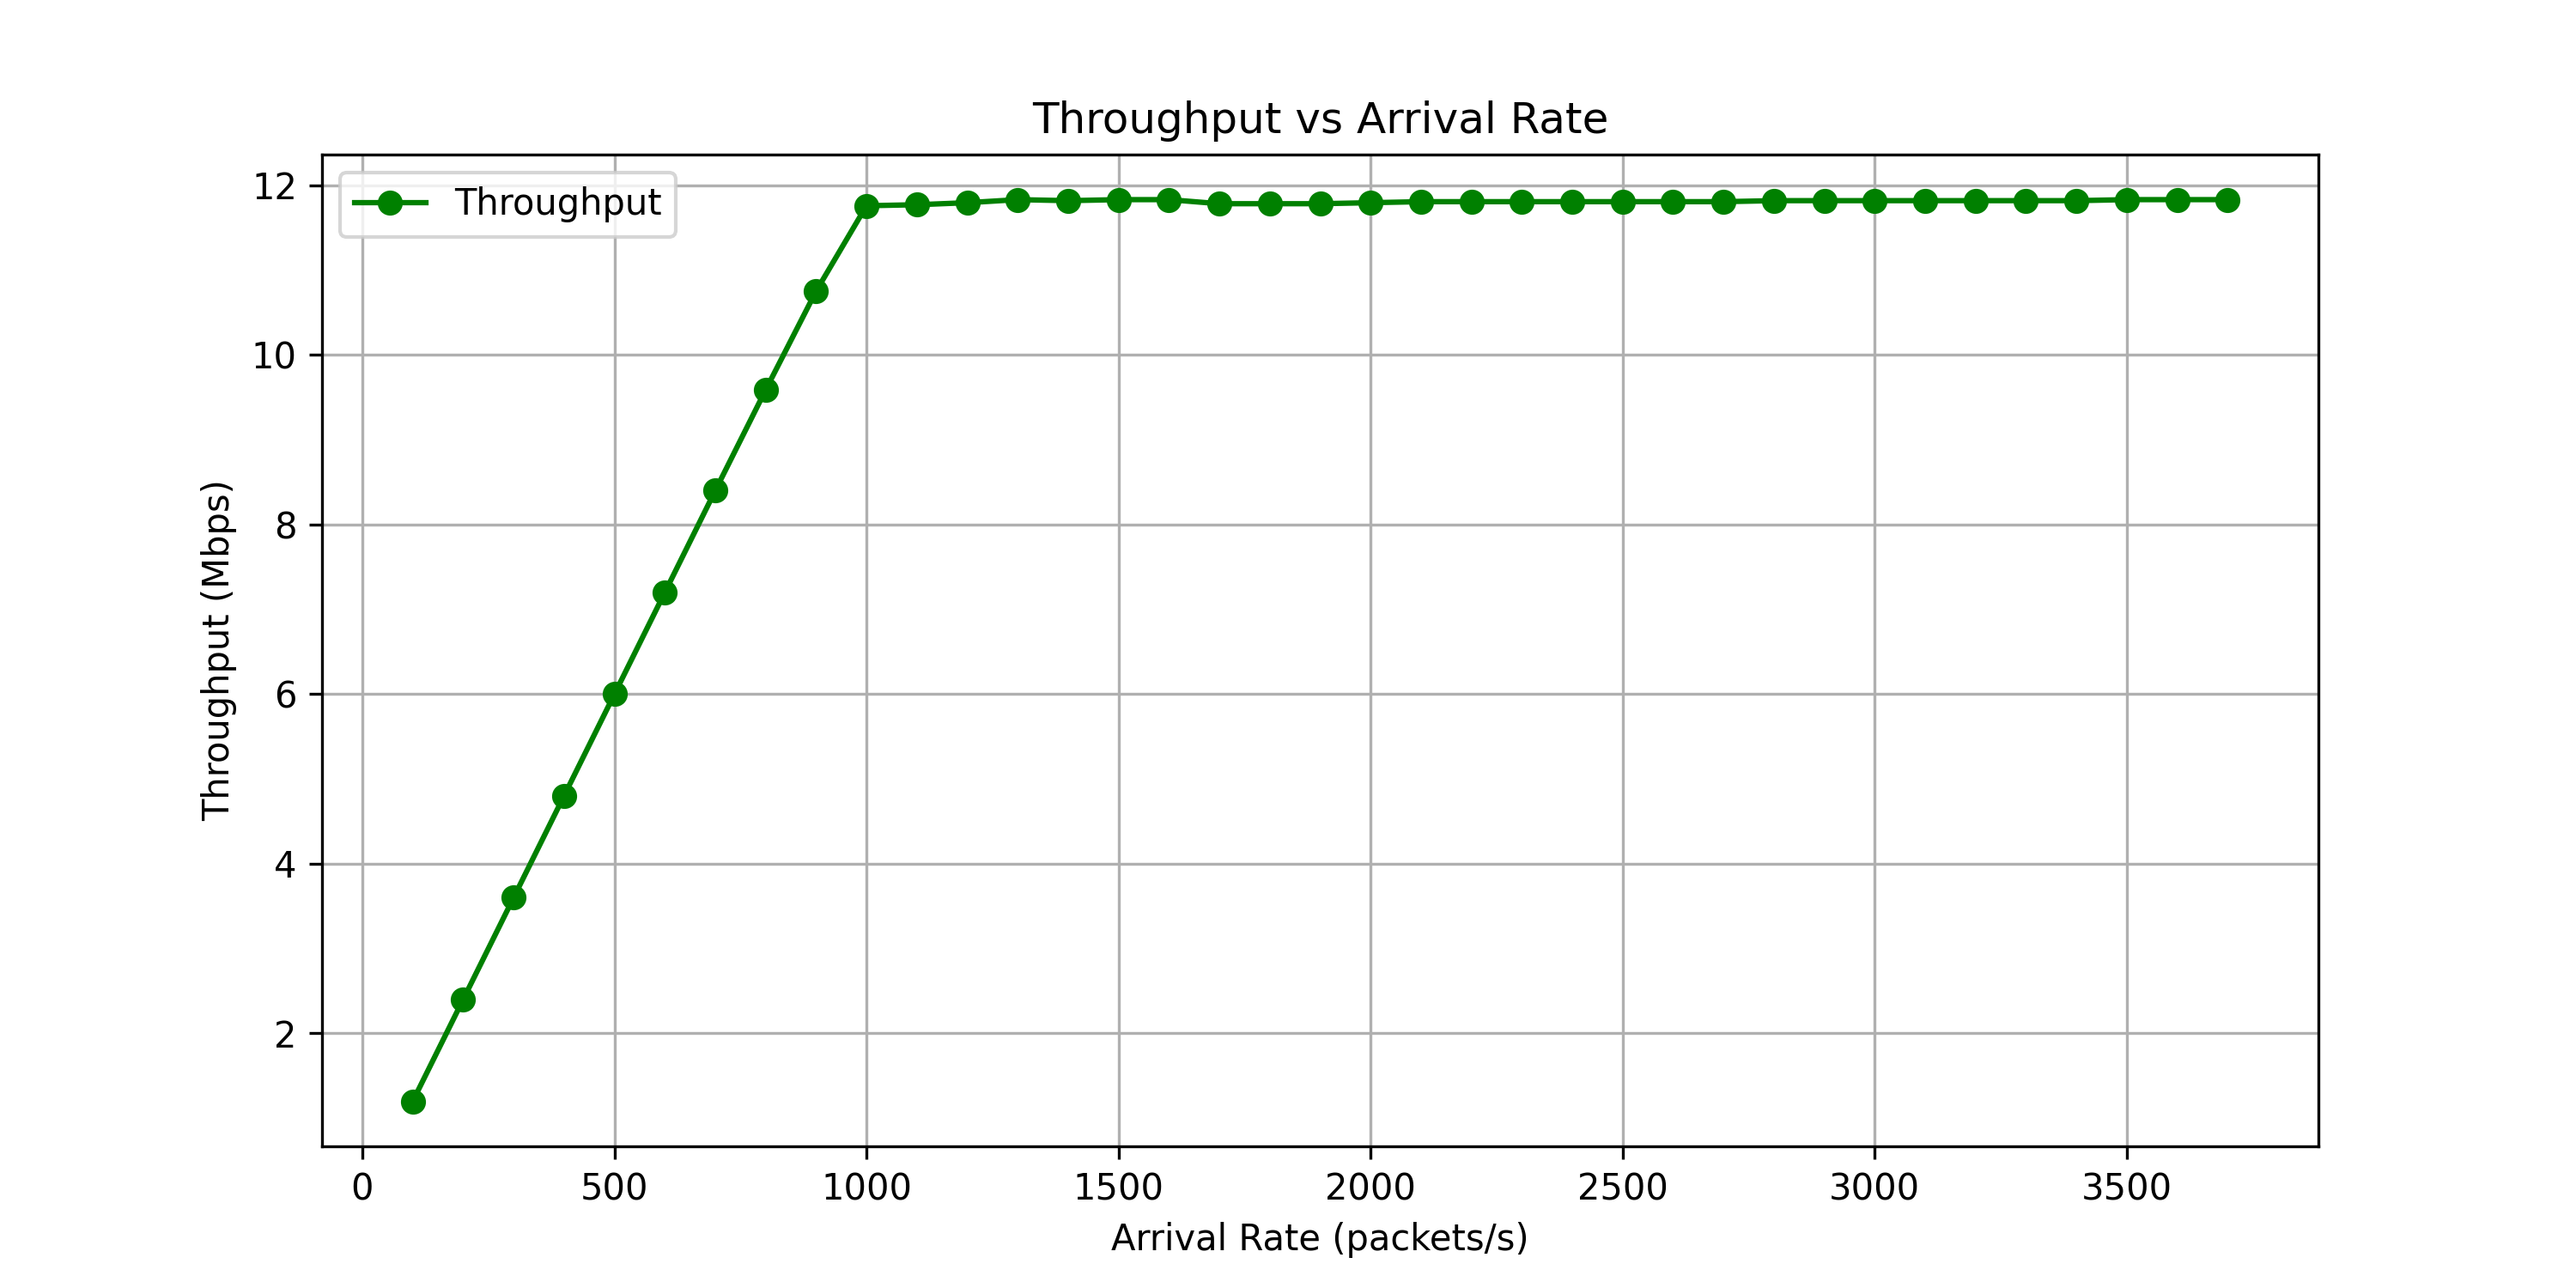 Throughput vs Arrival Rate
Throughput
Throughput (Mbps)
12
10
8
6
4
2
0 500 1000 1500 2000 2500 3000 3500
Arrival Rate (packets/s)